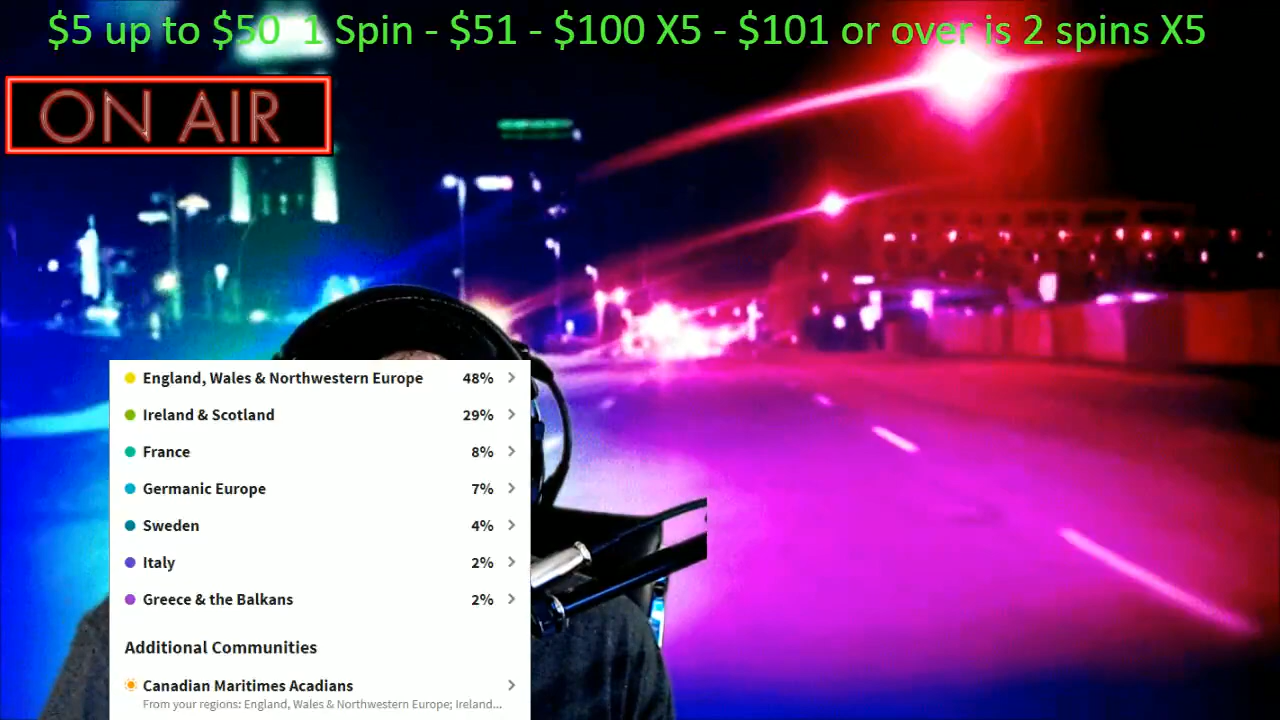 $5 up to $50 1 Spin - $51 - $100 X5 - $101 or over is 2 spins X5
ON AIR
England, Wales & Northwestern Europe 48%
Ireland & Scotland 29%
France 8%
Germanic Europe 7%
Sweden 4%
Italy 2%
Greece & the Balkans 2%
Additional Communities
Canadian Maritimes Acadians
From your regions: England, Wales & Northwestern Europe; Ireland...